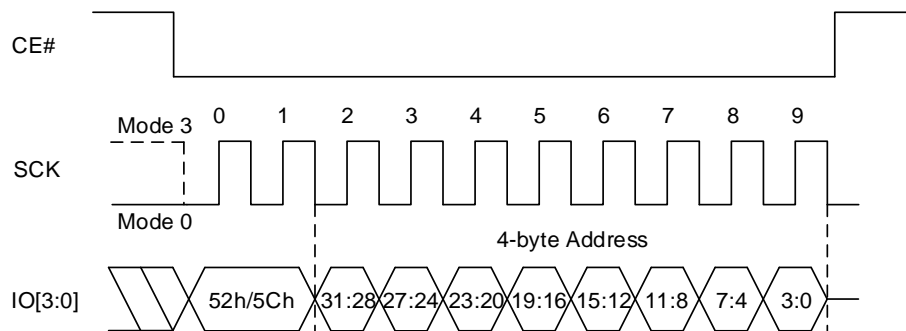 CE#
0 1 2 3 4 5 6 7 8 9
Mode 3
SCK
Mode 0
4-byte Address
IO[3:0] 52h/5Ch 31:28 27:24 23:20 19:16 15:12 11:8 7:4 3:0